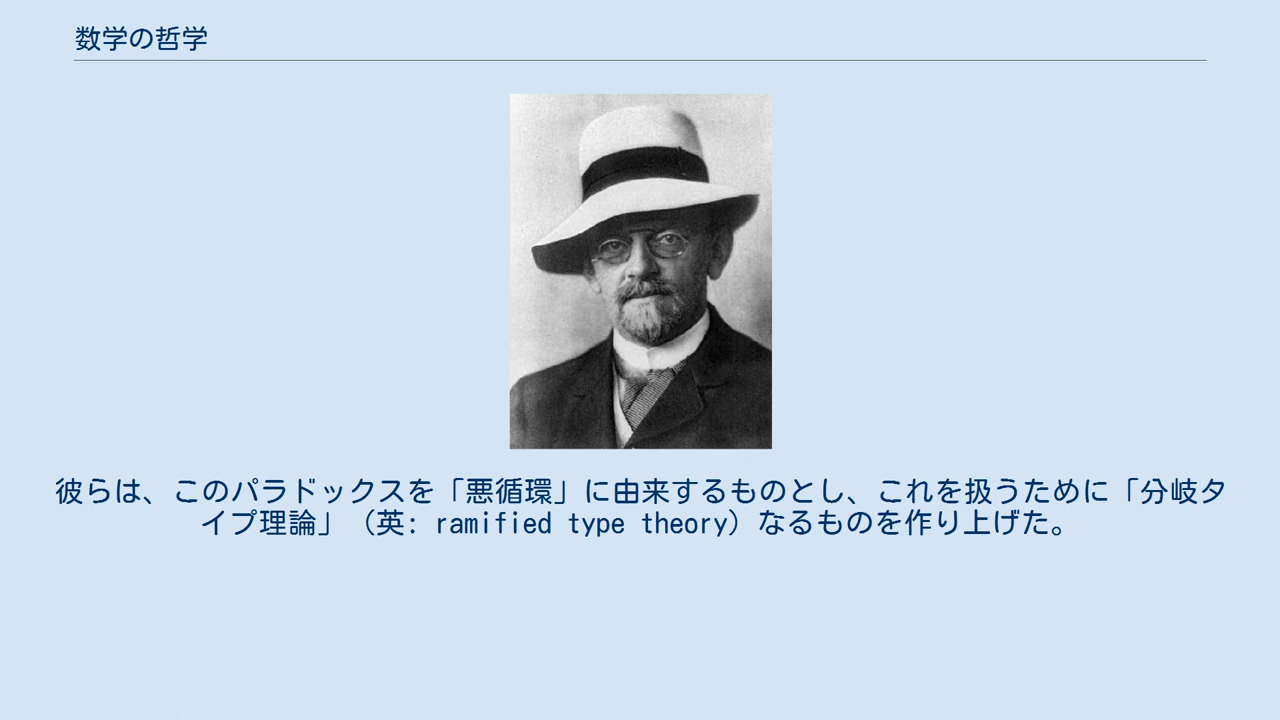 数学の哲学
彼らは、このパラドックスを「悪循環」に由来するものとし、これを扱うために「分岐タ
イプ理論」（英: ramified type theory）なるものを作り上げた。